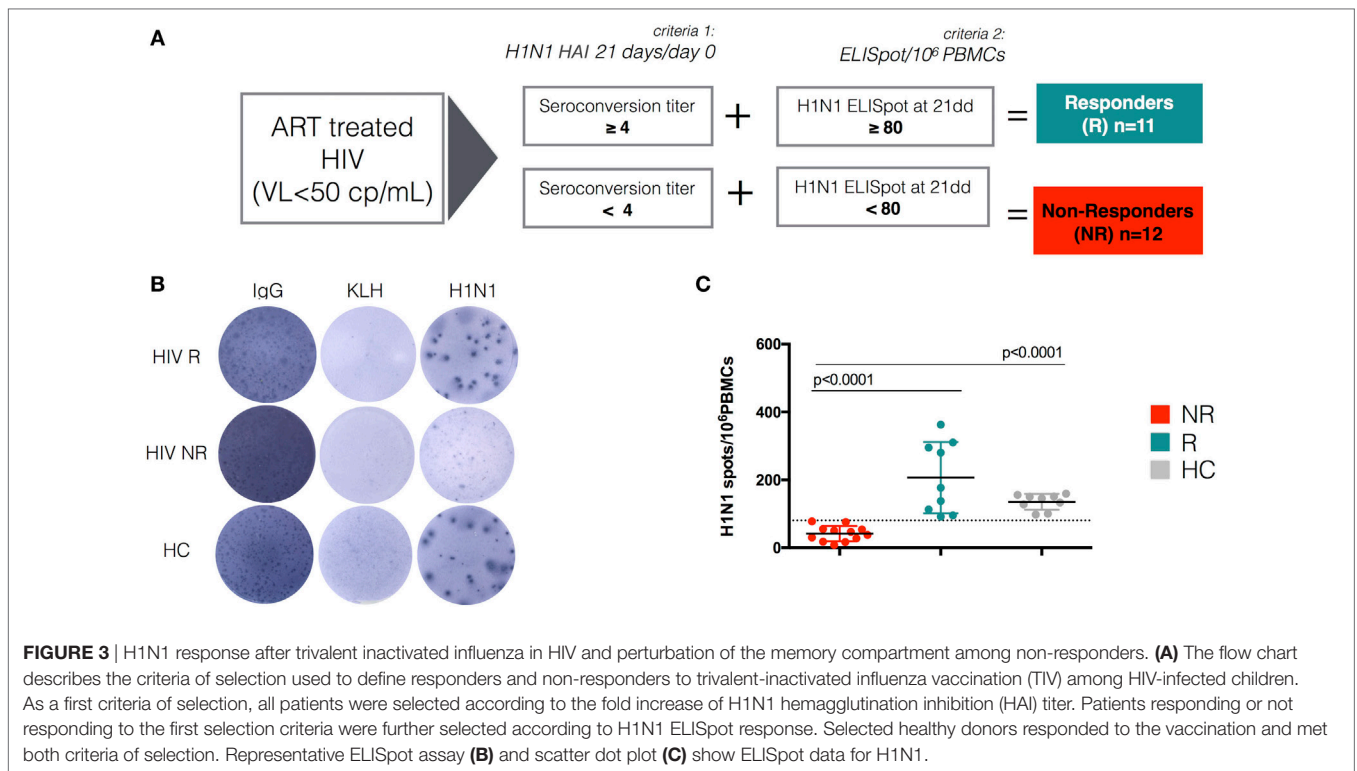 A
criteria 1:
H1N1 HAI 21 days/day 0
criteria 2:
ELISpot/10⁶ PBMCs
ART treated
HIV
(VL<50 cp/mL)
Seroconversion titer
≥ 4
+
H1N1 ELISpot at 21dd
≥ 80
=
Responders
(R) n=11
Seroconversion titer
< 4
+
H1N1 ELISpot at 21dd
< 80
=
Non-Responders
(NR) n=12
B
IgG
KLH
H1N1
HIV R
HIV NR
HC
C
H1N1 spots/10⁶PBMCs
600
400
200
0
p<0.0001
p<0.0001
NR
R
HC
FIGURE 3 | H1N1 response after trivalent inactivated influenza in HIV and perturbation of the memory compartment among non-responders. (A) The flow chart
describes the criteria of selection used to define responders and non-responders to trivalent-inactivated influenza vaccination (TIV) among HIV-infected children.
As a first criteria of selection, all patients were selected according to the fold increase of H1N1 hemagglutination inhibition (HAI) titer. Patients responding or not
responding to the first selection criteria were further selected according to H1N1 ELISpot response. Selected healthy donors responded to the vaccination and met
both criteria of selection. Representative ELISpot assay (B) and scatter dot plot (C) show ELISpot data for H1N1.